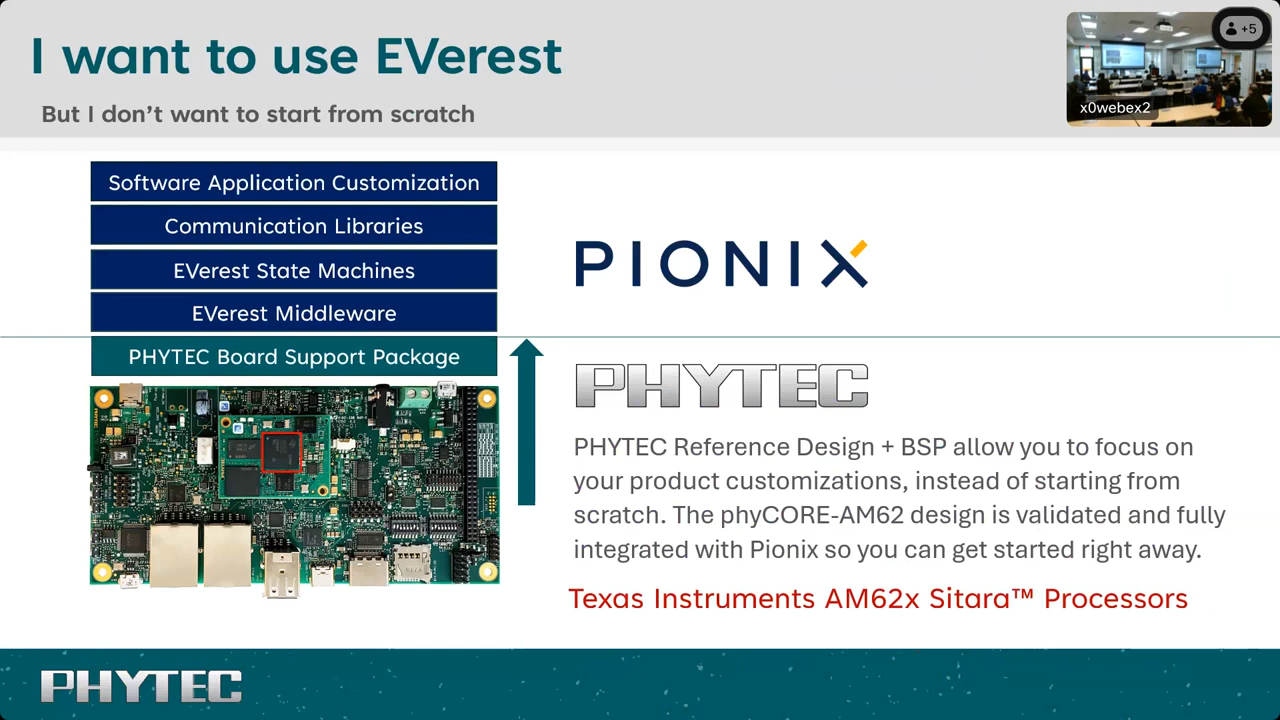 I want to use EVerest
But I don't want to start from scratch
+5
x0webex2
Software Application Customization
Communication Libraries
EVerest State Machines
EVerest Middleware
PHYTEC Board Support Package
PIONIX
PHYTEC
PHYTEC Reference Design + BSP allow you to focus on
your product customizations, instead of starting from
scratch. The phyCORE-AM62 design is validated and fully
integrated with Pionix so you can get started right away.
Texas Instruments AM62x Sitara™ Processors
PHYTEC